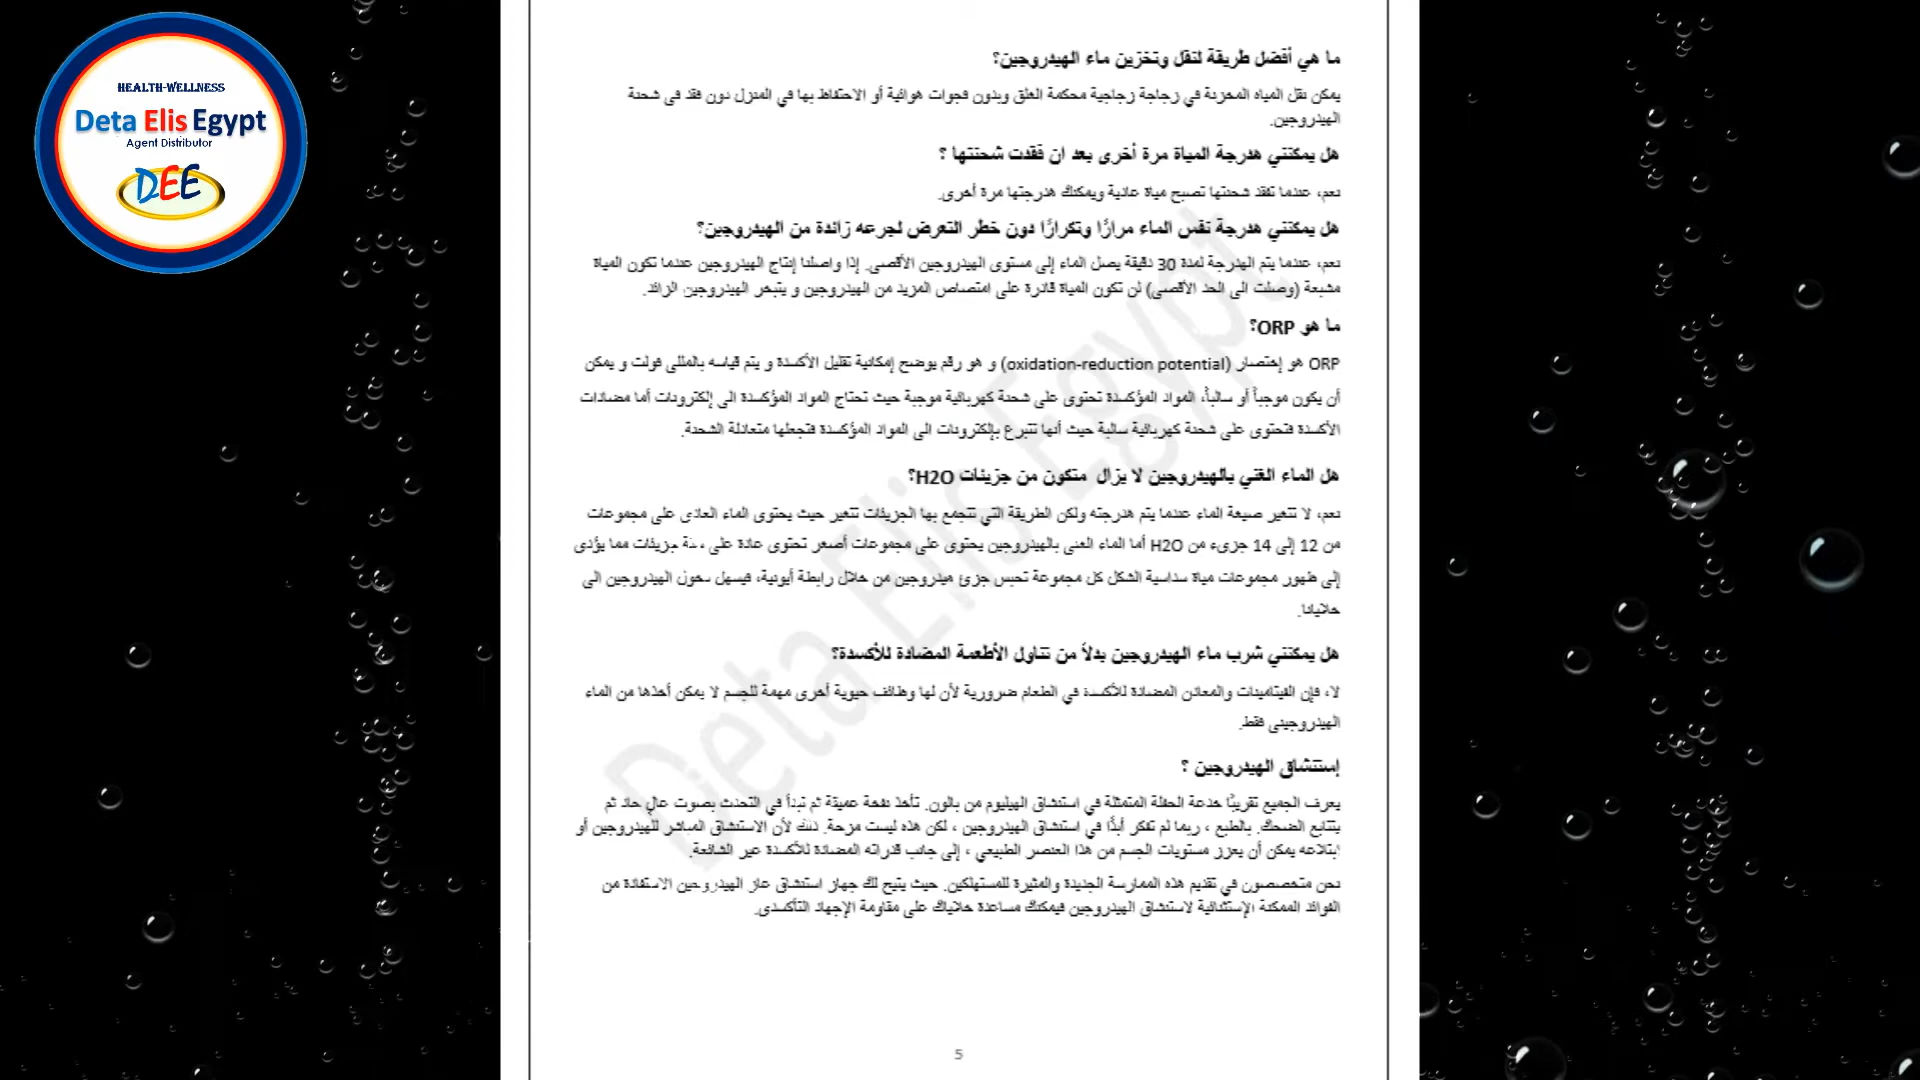 HEALTH-WELLNESS
Deta Elis Egypt
Agent Distributor
DEE
ما هي أفضل طريقة لنقل وتخزين ماء الهيدروجين؟
يمكن نقل المياه المخزنة في زجاجة زجاجية محكمة الغلق وبدون فجوات هوائية أو الاحتفاظ بها في المنزل دون فقد فى شحنة
الهيدروجين.
هل يمكنني هدرجة المياة مرة أخرى بعد ان فقدت شحنتها ؟
نعم، عندما تفقد شحنتها تصبح مياة عادية ويمكنك هدرجتها مرة أخرى.
هل يمكنني هدرجة نفس الماء مرارًا وتكرارًا دون خطر التعرض لجرعه زائدة من الهيدروجين؟
نعم، عندما يتم الهدرجة لمدة 30 دقيقة يصل الماء إلى مستوى الهيدروجين الأقصى. إذا واصلنا إنتاج الهيدروجين عندما تكون المياة
مشبعة (وصلت الى الحد الأقصى) لن تكون المياة قادرة على امتصاص المزيد من الهيدروجين و يتبخر الهيدروجين الزائد.
ما هو ORP؟
ORP هو إختصار (oxidation-reduction potential) و هو رقم يوضح إمكانية تقليل الأكسدة و يتم قياسه بالمللى فولت و يمكن
أن يكون موجباً أو سالباً، المواد المؤكسدة تحتوى على شحنة كهربائية موجبة حيث تحتاج المواد المؤكسدة الى إلكترونات أما مضادات
الأكسدة فتحتوى على شحنة كهربائية سالبة حيث أنها تتبرع بإلكترونات الى المواد المؤكسدة فتجعلها متعادلة الشحنة.
هل الماء الغني بالهيدروجين لا يزال متكون من جزيئات H2O؟
نعم، لا تتغير صيغة الماء عندما يتم هدرجته ولكن الطريقة التي تتجمع بها الجزيئات تتغير حيث يحتوى الماء العادى على مجموعات
من 12 إلى 14 جزىء من H2O أما الماء الغنى بالهيدروجين يحتوى على مجموعات أصغر تحتوى عادة على ستة جزيئات مما يؤدى
إلى ظهور مجموعات مياة سداسية الشكل كل مجموعة تحبس جزئ هيدروجين من خلال رابطة أيونية، فيسهل دخول الهيدروجين الى
خلايانا.
هل يمكنني شرب ماء الهيدروجين بدلاً من تناول الأطعمة المضادة للأكسدة؟
لا، فإن الفيتامينات والمعادن المضادة للأكسدة في الطعام ضرورية لأن لها وظائف حيوية أخرى مهمة للجسم لا يمكن أخذها من الماء
الهيدروجينى فقط.
إستنشاق الهيدروجين ؟
يعرف الجميع تقريبًا خدعة الحفلة المتمثلة في استنشاق الهيليوم من بالون. تأخذ نفخة عميقة ثم تبدأ في التحدث بصوت عالٍ حاد ثم
يتتابع الضحك. بالطبع ، ربما لم تفكر أبدًا في استنشاق الهيدروجين ، لكن هذه ليست مزحة. ذلك لأن الاستنشاق المباشر للهيدروجين أو
ابتلاعه يمكن أن يعزز مستويات الجسم من هذا العنصر الطبيعي ، إلى جانب قدراته المضادة للأكسدة غير الشائعة.
نحن متخصصون في تقديم هذه الممارسة الجديدة والمثيرة للمستهلكين. حيث يتيح لك جهاز استنشاق غاز الهيدروجين الاستفادة من
الفوائد الممكنة الإستثنائية لاستنشاق الهيدروجين فيمكنك مساعدة خلاياك على مقاومة الإجهاد التأكسدى.
Deta Elis Egypt
5